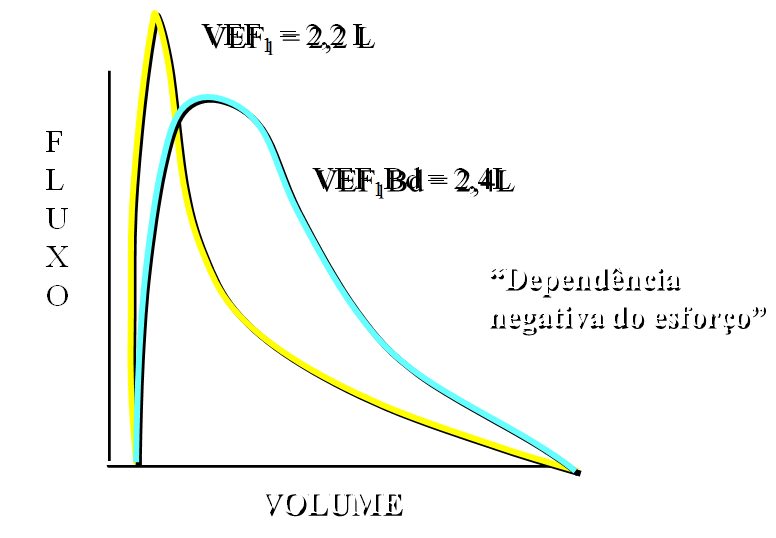 VEF1 = 2,2 L
F
L
U
X
O
VEF1Bd = 2,4L
“Dependência
negativa do esforço”
VOLUME